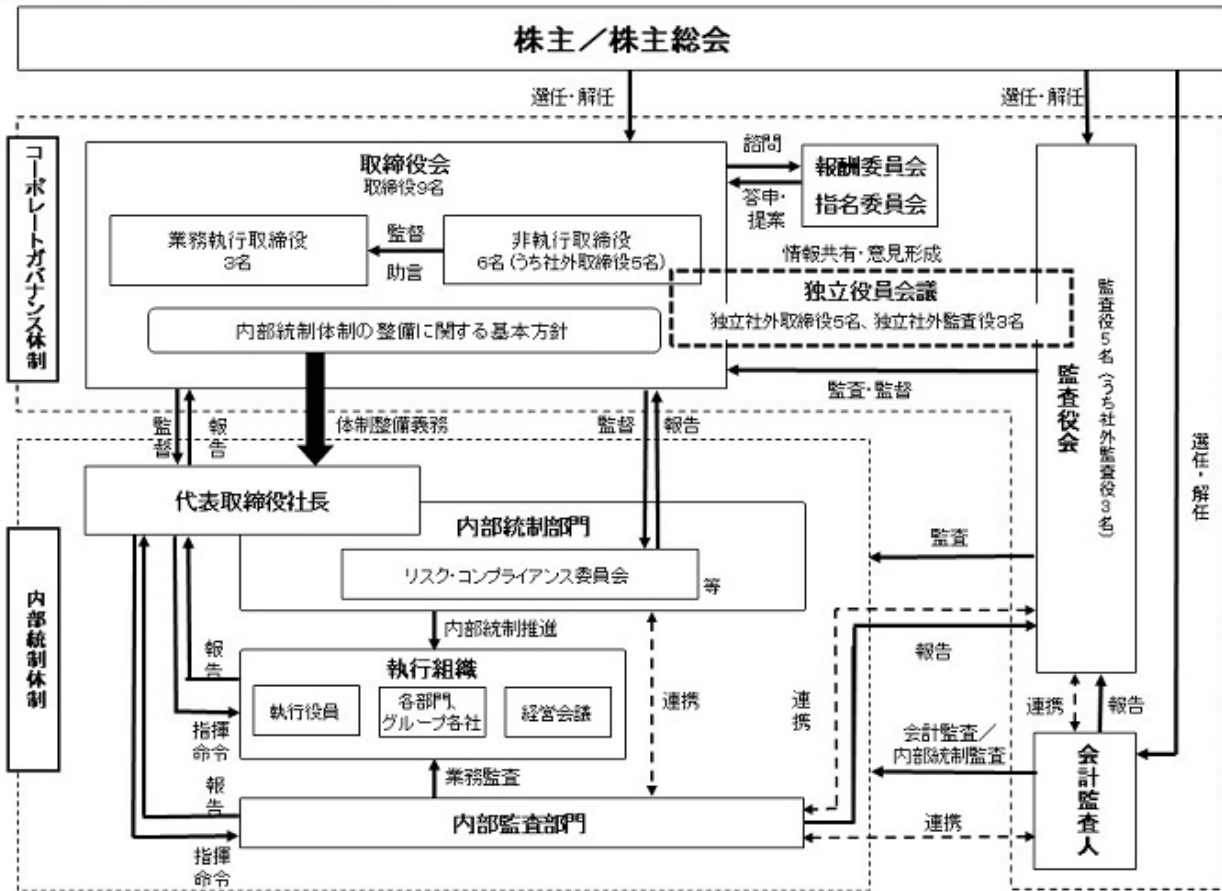 株主／株主総会
選任・解任
選任・解任
コーポレートガバナンス体制
取締役会
取締役9名
諮問
報酬委員会
指名委員会
答申・
提案
業務執行取締役
3名
監督
助言
非執行取締役
6名（うち社外取締役5名）
情報共有・意見形成
独立役員会議
独立社外取締役5名、独立社外監査役3名
内部統制体制の整備に関する基本方針
監査役会
監査役5名（うち社外監査役3名）
監査・監督
選任・解任
監督
報告
体制整備義務
監督
報告
代表取締役社長
内部統制部門
リスク・コンプライアンス委員会
等
監査
内部統制体制
内部統制推進
報告
執行組織
執行役員
各部門、
グループ各社
経営会議
指揮
命令
連携
連携
報告
連携
報告
会計監査／
内部統制監査
業務監査
報告
内部監査部門
会計監査人
連携
指揮
命令